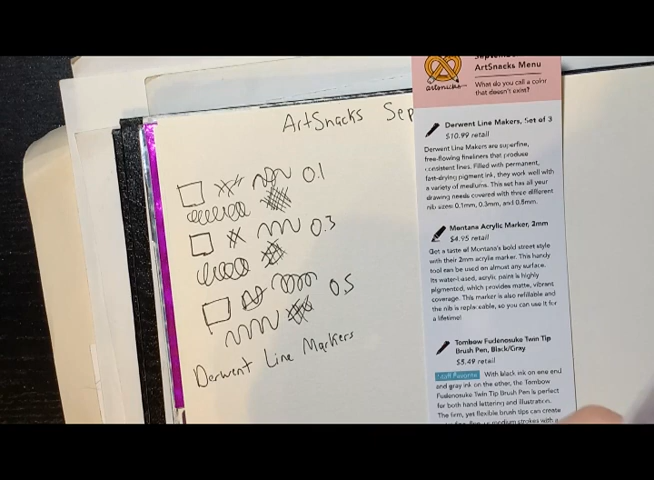 ArtSnacks Sep
0.1
0.3
0.5
Derwent Line Markers
artsnacks
ArtSnacks Menu
What do you call a color
that doesn't exist?
Derwent Line Makers, Set of 3
$10.99 retail
Derwent Line Makers are superfine,
free-flowing fineliners that produce
consistent lines. Filled with permanent,
fast-drying pigment ink, they work well with
a variety of mediums. This set has all your
drawing needs covered with three different
nib sizes: 0.1mm, 0.3mm, and 0.5mm.
Montana Acrylic Marker, 2mm
$4.95 retail
Get a taste of Montana's bold street style
with their 2mm acrylic marker. This handy
tool can be used on almost any surface.
Its water-based, acrylic paint is highly
pigmented, which provides matte, vibrant
coverage. This marker is also refillable and
the nib is replaceable, so you can use it for
a lifetime!
Tombow Fudenosuke Twin Tip
Brush Pen, Black/Gray
$3.49 retail
Staff Favorite With black ink on one end
and gray ink on the other, the Tombow
Fudenosuke Twin Tip Brush Pen is perfect
for both hand lettering and illustration.
The firm, yet flexible brush tips can create
medium strokes with a